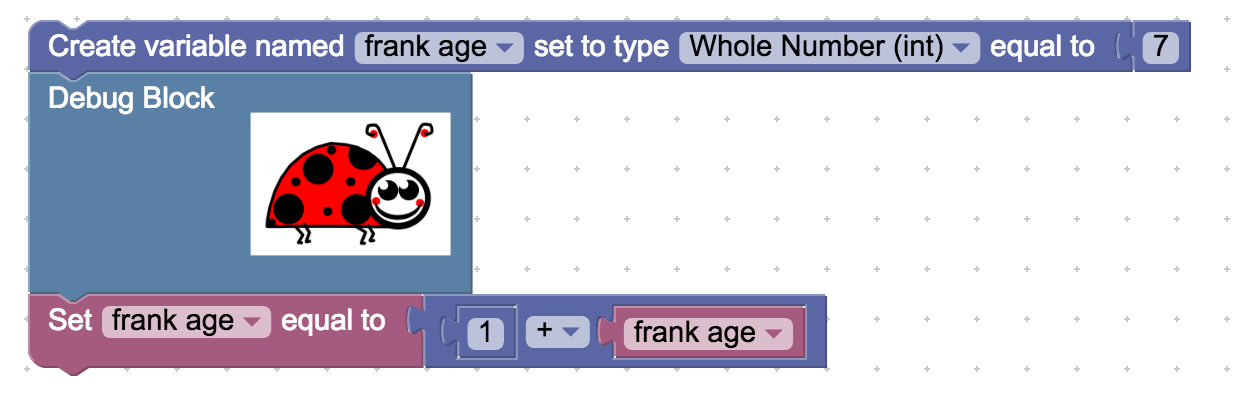 Create variable named frank age set to type Whole Number (int) equal to 7
Debug Block
Set frank age equal to 1 + frank age